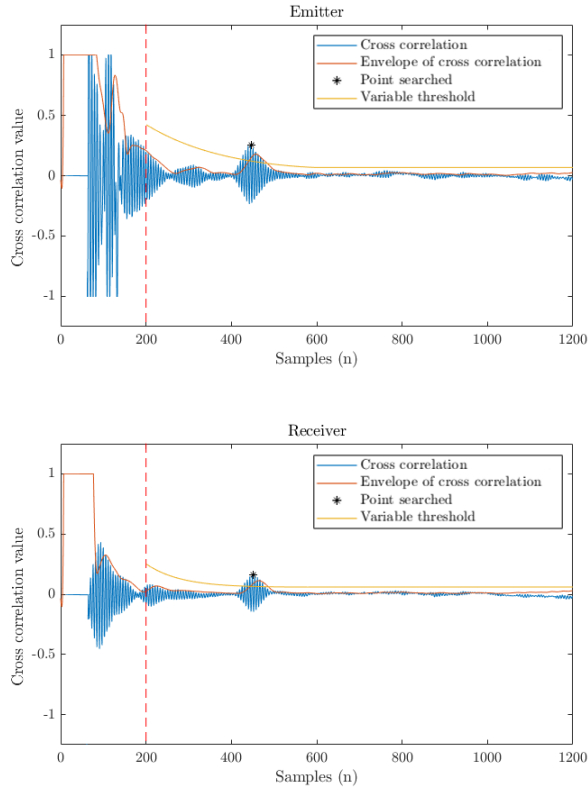 Emitter
Cross correlation
Envelope of cross correlation
Point searched
Variable threshold
1
0.5
0
-0.5
-1
Cross correlation value
0 200 400 600 800 1000 1200
Samples (n)
Receiver
Cross correlation
Envelope of cross correlation
Point searched
Variable threshold
1
0.5
0
-0.5
-1
Cross correlation value
0 200 400 600 800 1000 1200
Samples (n)